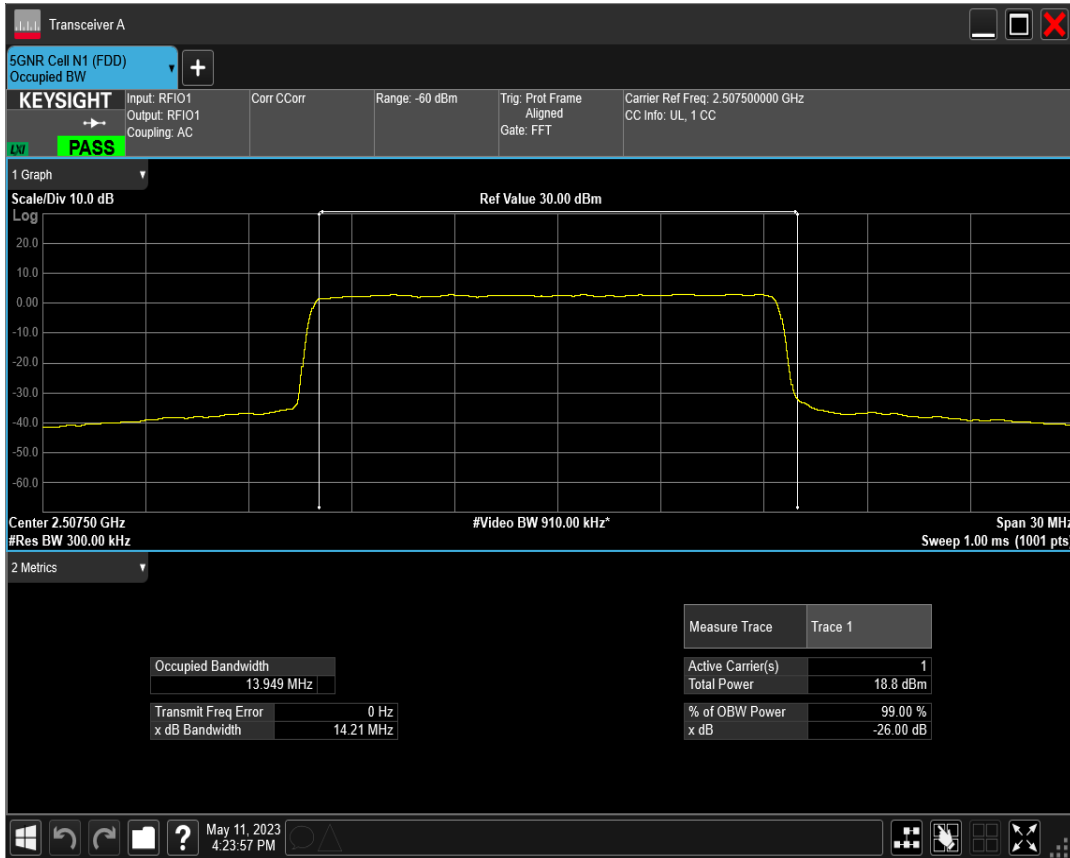 Transceiver A
5GNR Cell N1 (FDD)
Occupied BW
KEYSIGHT
LXI
PASS
Input: RFIO1
Output: RFIO1
Coupling: AC
Corr CCorr
Range: -60 dBm
Trig: Prot Frame
Aligned
Gate: FFT
Carrier Ref Freq: 2.507500000 GHz
CC Info: UL, 1 CC
1 Graph
Scale/Div 10.0 dB
Ref Value 30.00 dBm
Log
20.0
10.0
0.00
-10.0
-20.0
-30.0
-40.0
-50.0
-60.0
Center 2.50750 GHz
#Video BW 910.00 kHz*
Span 30 MHz
#Res BW 300.00 kHz
Sweep 1.00 ms (1001 pts)
2 Metrics
Measure Trace Trace 1
Occupied Bandwidth
13.949 MHz
Transmit Freq Error 0 Hz
x dB Bandwidth 14.21 MHz
Active Carrier(s) 1
Total Power 18.8 dBm
% of OBW Power 99.00 %
x dB -26.00 dB
?
May 11, 2023
4:23:57 PM